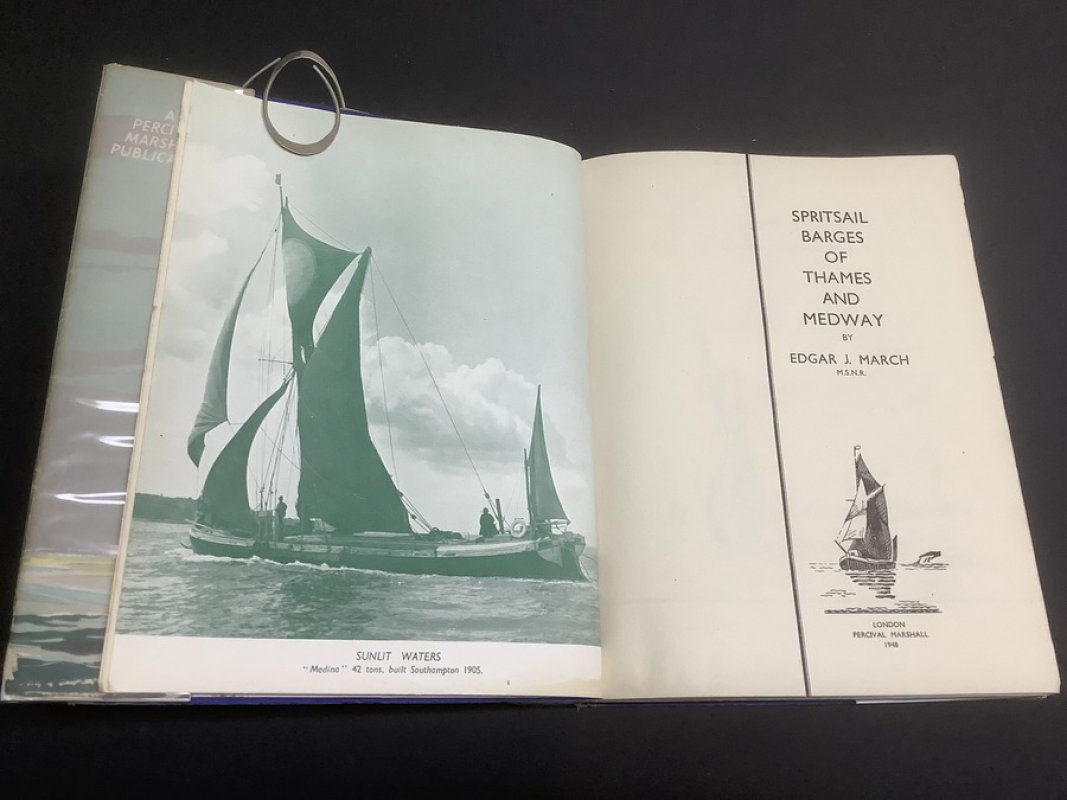 A
PERCI
MARSH
PUBLICA
SUNLIT WATERS
"Medina" 42 tons, built Southampton 1905.
SPRITSAIL
BARGES
OF
THAMES
AND
MEDWAY
BY
EDGAR J. MARCH
M.S.N.R.
LONDON
PERCIVAL MARSHALL
1948